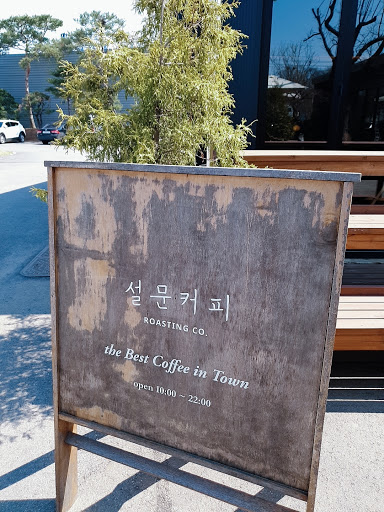 설문커피
ROASTING CO.
the Best Coffee in Town
open 10:00 ~ 22:00